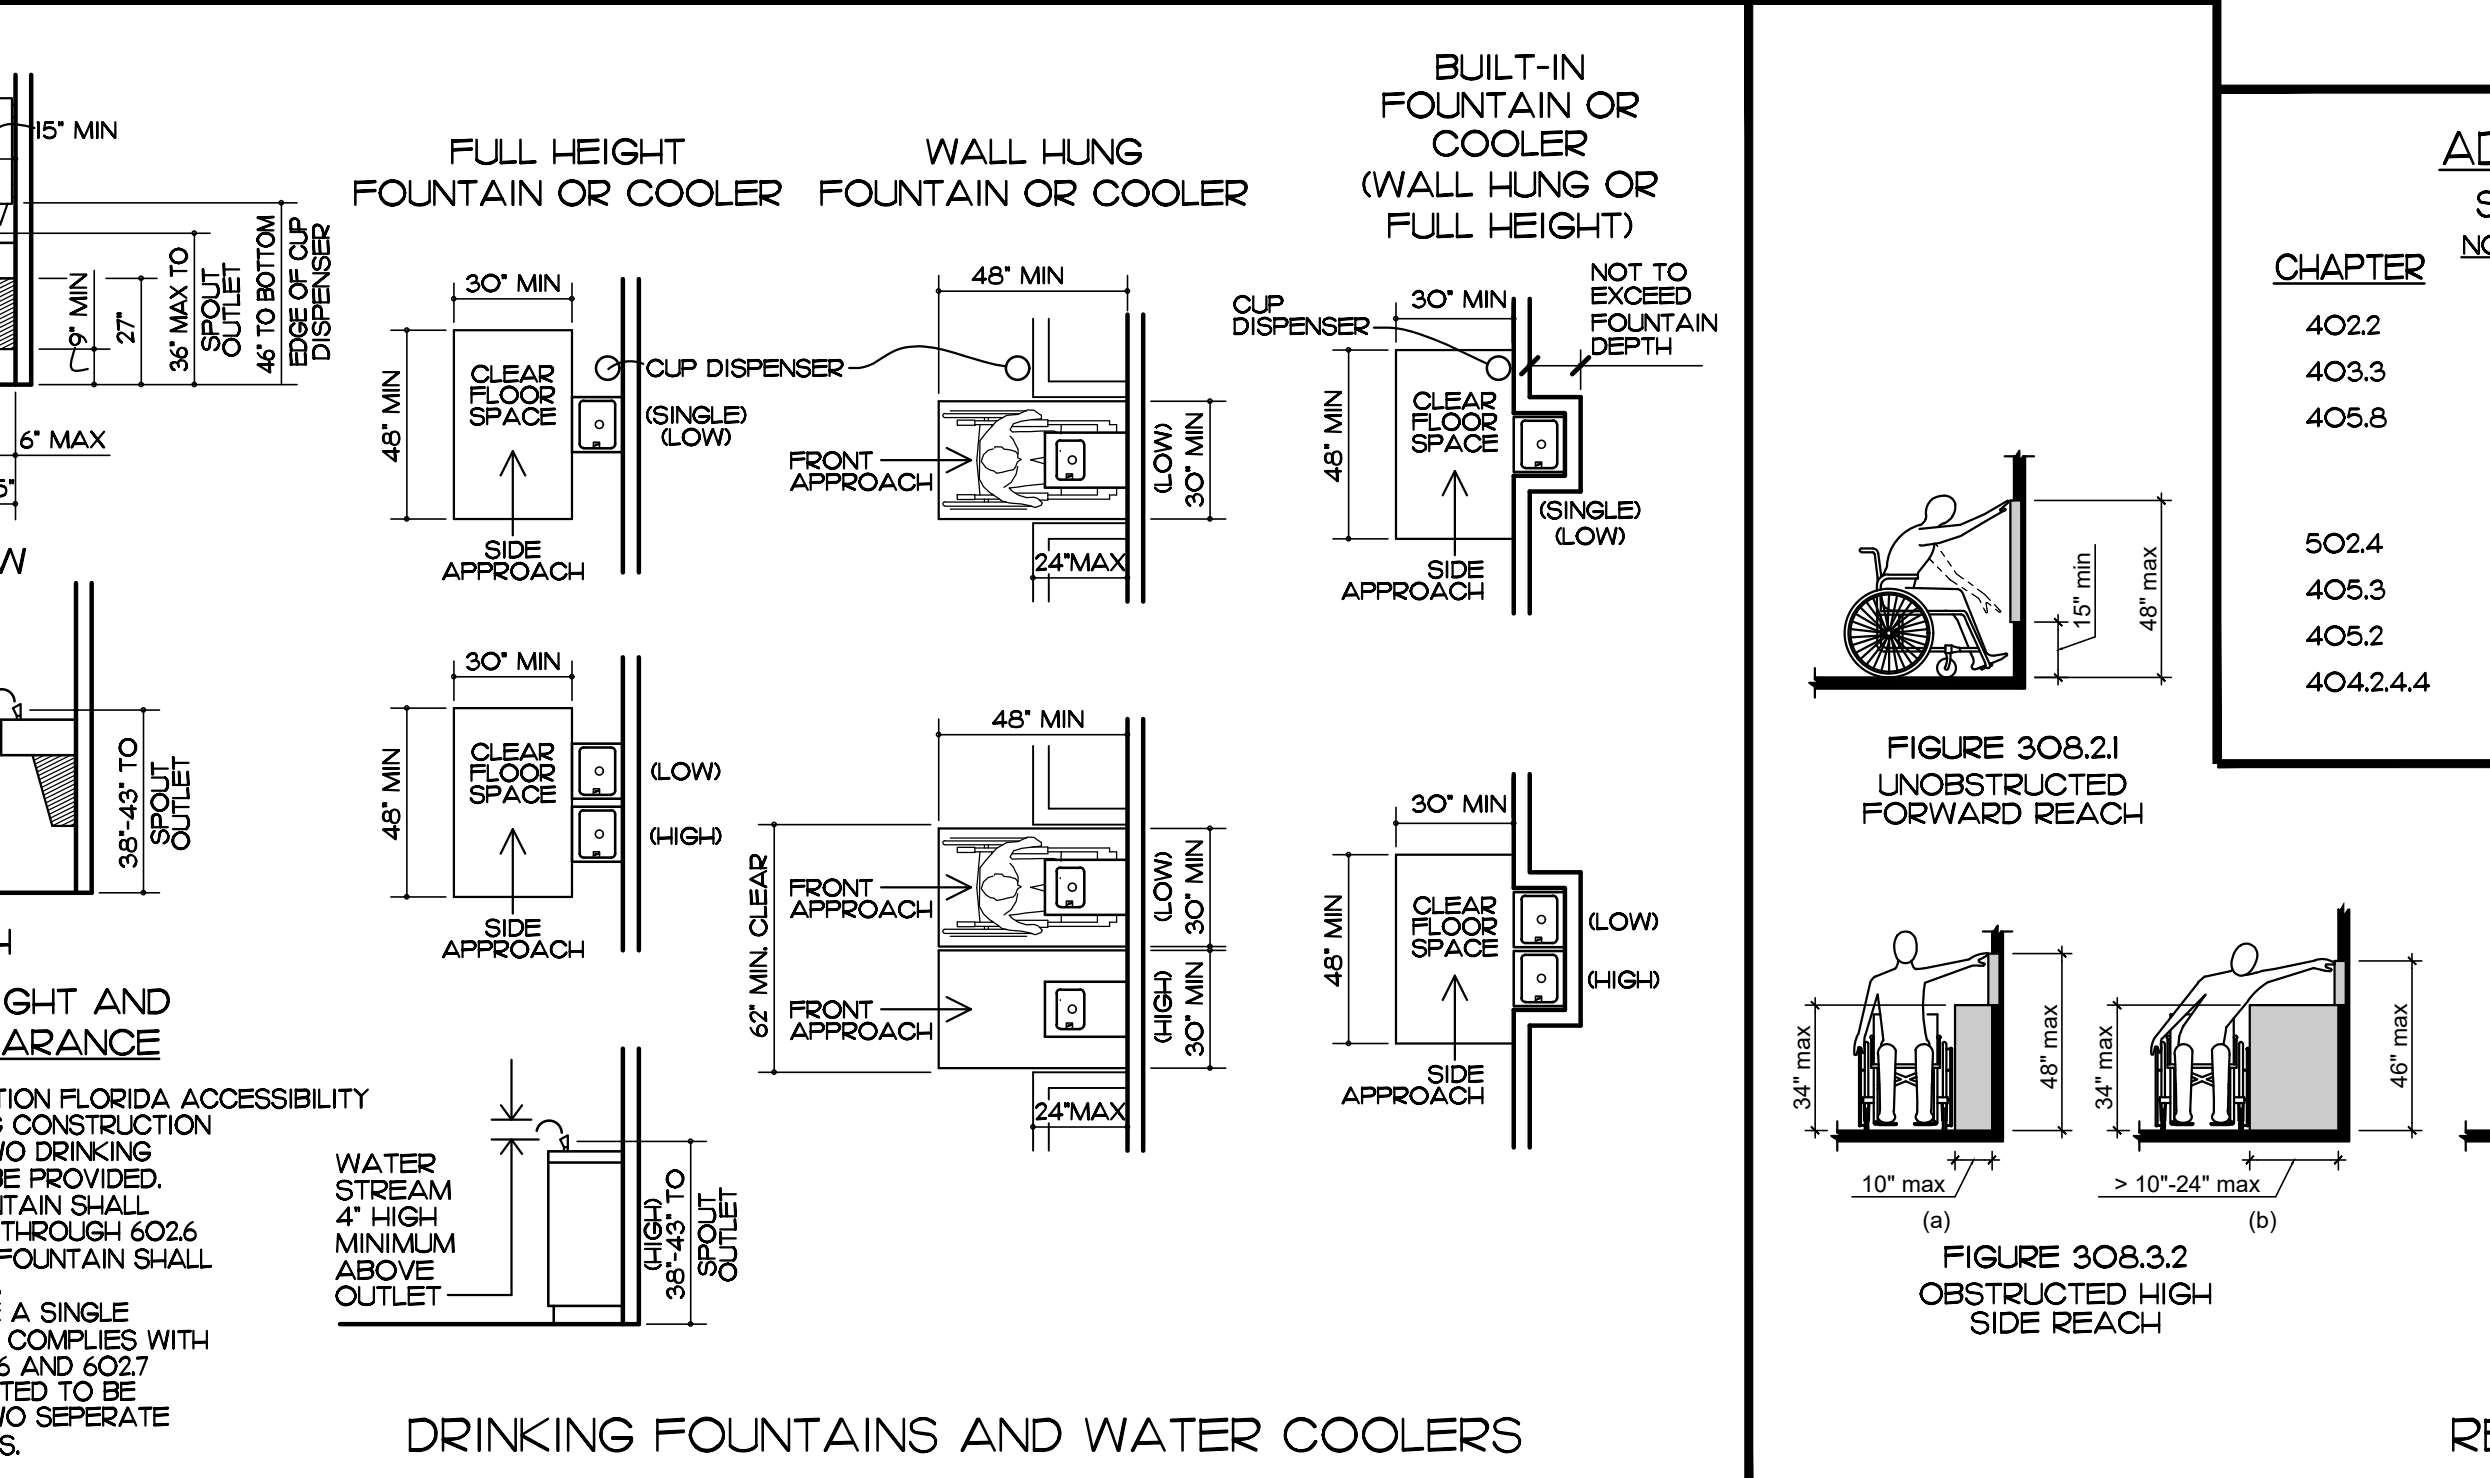 15" MIN
9" MIN
27"
36" MAX TO
SPOUT
OUTLET
46" TO BOTTOM
EDGE OF CUP
DISPENSER
6" MAX
38"-43" TO
SPOUT
OUTLET
GHT AND
ARANCE
TION FLORIDA ACCESSIBILITY
G CONSTRUCTION
WO DRINKING
BE PROVIDED.
NTAIN SHALL
THROUGH 602.6
FOUNTAIN SHALL
A SINGLE
COMPLIES WITH
6 AND 602.7
TED TO BE
WO SEPERATE
S.
FULL HEIGHT
FOUNTAIN OR COOLER
30" MIN
48" MIN
CLEAR
FLOOR
SPACE
CUP DISPENSER
(SINGLE)
(LOW)
SIDE
APPROACH
30" MIN
48" MIN
CLEAR
FLOOR
SPACE
(LOW)
(HIGH)
SIDE
APPROACH
WATER
STREAM
4" HIGH
MINIMUM
ABOVE
OUTLET
(HIGH)
38"-43" TO
SPOUT
OUTLET
WALL HUNG
FOUNTAIN OR COOLER
48" MIN
FRONT
APPROACH
(LOW)
30" MIN
24"MAX
48" MIN
62" MIN. CLEAR
FRONT
APPROACH
(LOW)
30" MIN
FRONT
APPROACH
(HIGH)
30" MIN
24"MAX
BUILT-IN
FOUNTAIN OR
COOLER
(WALL HUNG OR
FULL HEIGHT)
CUP
DISPENSER
30" MIN
NOT TO
EXCEED
FOUNTAIN
DEPTH
48" MIN
CLEAR
FLOOR
SPACE
(SINGLE)
(LOW)
SIDE
APPROACH
30" MIN
48" MIN
CLEAR
FLOOR
SPACE
(LOW)
(HIGH)
SIDE
APPROACH
DRINKING FOUNTAINS AND WATER COOLERS
15" min
48" max
FIGURE 308.2.1
UNOBSTRUCTED
FORWARD REACH
34" max
48" max
10" max
(a)
34" max
46" max
> 10"-24" max
(b)
FIGURE 308.3.2
OBSTRUCTED HIGH
SIDE REACH
CHAPTER
402.2
403.3
405.8
502.4
405.3
405.2
404.2.4.4